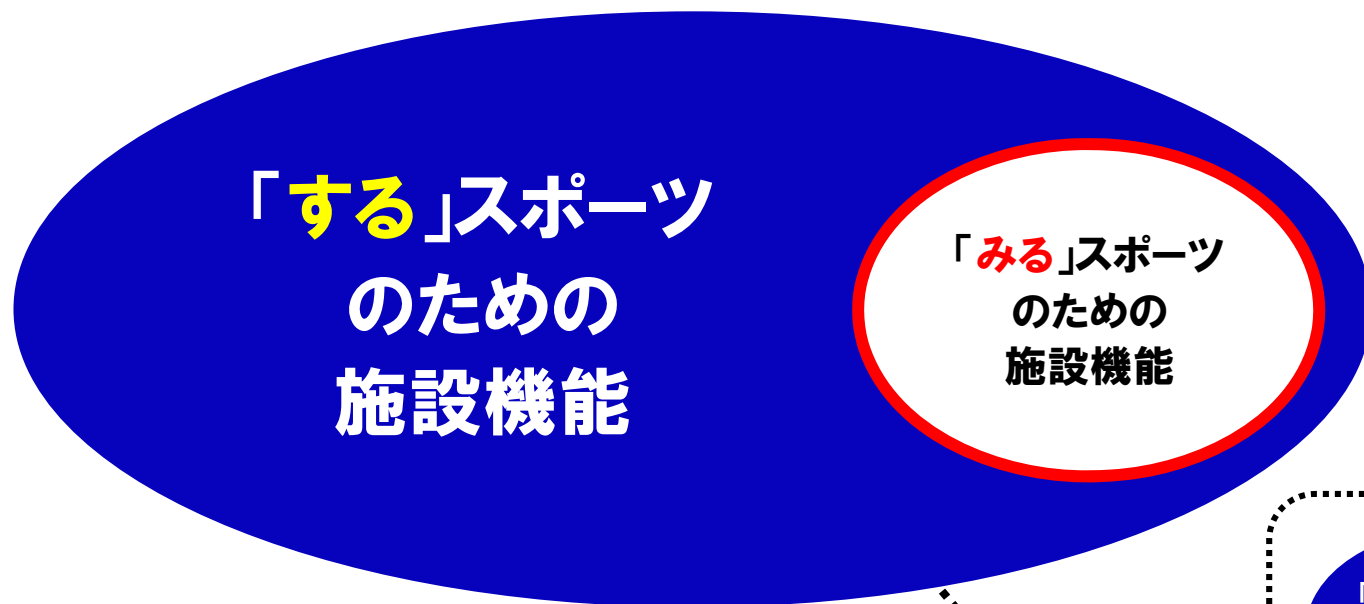 「する」スポーツ
のための
施設機能
「みる」スポーツ
のための
施設機能